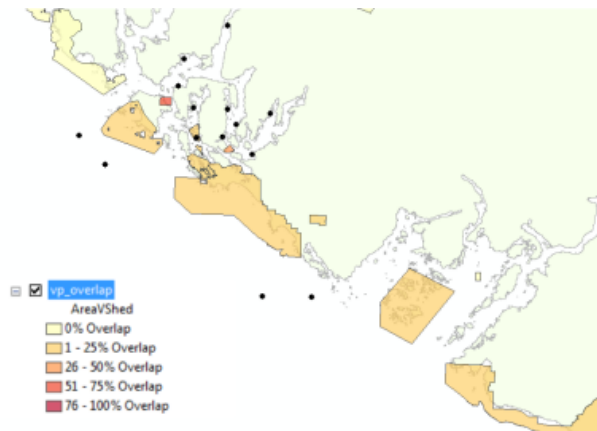 vp_overlap
AreaVShed
0% Overlap
1 - 25% Overlap
26 - 50% Overlap
51 - 75% Overlap
76 - 100% Overlap